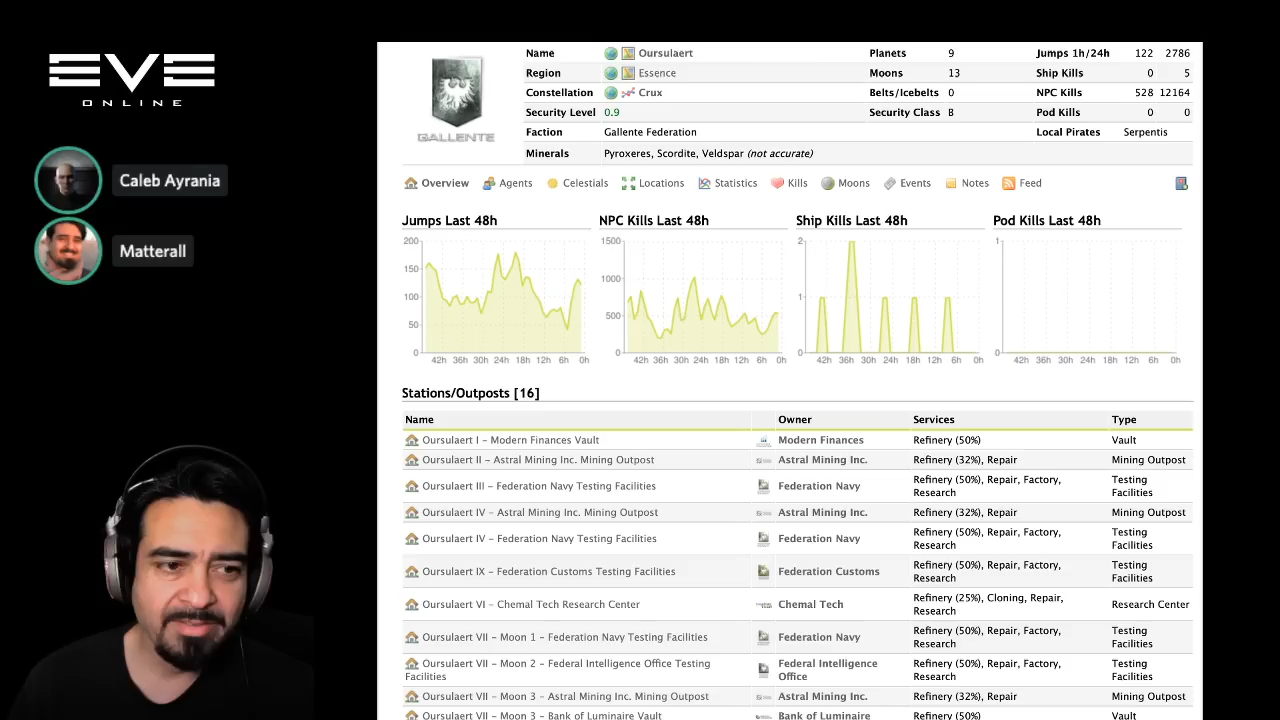 EVE
ONLINE
Caleb Ayrania
Matterall
GALLENTE
Name Oursulaert Planets 9 Jumps 1h/24h 122 2786
Region Essence Moons 13 Ship Kills 0 5
Constellation Crux Belts/Icebelts 0 NPC Kills 528 12164
Security Level 0.9 Security Class B Pod Kills 0 0
Faction Gallente Federation Local Pirates Serpentis
Minerals Pyroxeres, Scordite, Veldspar (not accurate)
Overview Agents Celestials Locations Statistics Kills Moons Events Notes Feed
Jumps Last 48h NPC Kills Last 48h Ship Kills Last 48h Pod Kills Last 48h
200 1500 2 1
150
1000
100 1
500
50
0 0 0 0
42h 36h 30h 24h 18h 12h 6h 0h 42h 36h 30h 24h 18h 12h 6h 0h 42h 36h 30h 24h 18h 12h 6h 0h 42h 36h 30h 24h 18h 12h 6h 0h
Stations/Outposts [16]
Name Owner Services Type
Oursulaert I – Modern Finances Vault Modern Finances Refinery (50%) Vault
Oursulaert II – Astral Mining Inc. Mining Outpost Astral Mining Inc. Refinery (32%), Repair Mining Outpost
Oursulaert III – Federation Navy Testing Facilities Federation Navy Refinery (50%), Repair, Factory, Testing
Research Facilities
Oursulaert IV – Astral Mining Inc. Mining Outpost Astral Mining Inc. Refinery (32%), Repair Mining Outpost
Oursulaert IV – Federation Navy Testing Facilities Federation Navy Refinery (50%), Repair, Factory, Testing
Research Facilities
Oursulaert IX – Federation Customs Testing Facilities Federation Customs Refinery (50%), Repair, Factory, Testing
Research Facilities
Oursulaert VI – Chemal Tech Research Center Chemal Tech Refinery (25%), Cloning, Repair, Research Center
Research
Oursulaert VII – Moon 1 – Federation Navy Testing Facilities Federation Navy Refinery (50%), Repair, Factory, Testing
Research Facilities
Oursulaert VII – Moon 2 – Federal Intelligence Office Testing Federal Intelligence Refinery (50%), Repair, Factory, Testing
Facilities Office Research Facilities
Oursulaert VII – Moon 3 – Astral Mining Inc. Mining Outpost Astral Mining Inc. Refinery (32%), Repair Mining Outpost
Oursulaert VII – Moon 3 – Bank of Luminaire Vault Bank of Luminaire Refinery (50%) Vault